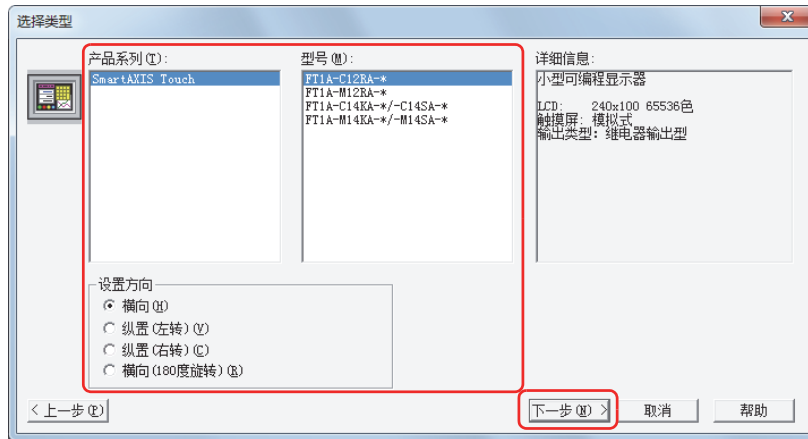 选择类型
产品系列(T):
SmartAXIS Touch
型号(M):
FT1A-C12RA-*
FT1A-M12RA-*
FT1A-C14KA-*/-C14SA-*
FT1A-M14KA-*/-M14SA-*
详细信息:
小型可编程显示器
LCD: 240x100 65536色
触摸屏: 模拟式
输出类型: 继电器输出型
设置方向
横向(H)
纵置(左转)(V)
纵置(右转)(C)
横向(180度旋转)(R)
< 上一步(P)
下一步(N) >
取消
帮助